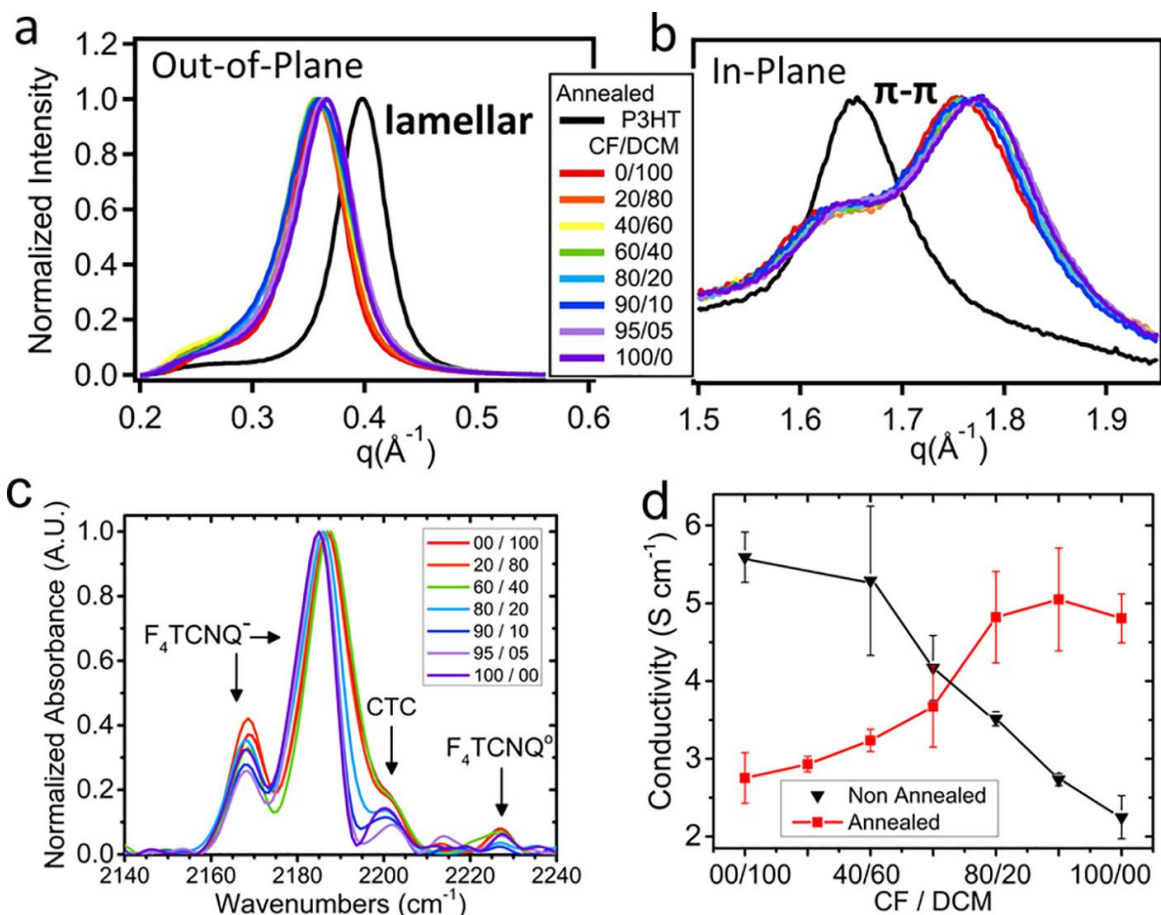 a
Out-of-Plane
lamellar
1.2
1.0
0.8
0.6
0.4
0.2
0.0
Normalized Intensity
0.2 0.3 0.4 0.5 0.6
q(Å⁻¹)
Annealed
P3HT
CF/DCM
0/100
20/80
40/60
60/40
80/20
90/10
95/05
100/0
b
In-Plane
π-π
1.5 1.6 1.7 1.8 1.9
q(Å⁻¹)
c
Normalized Absorbance (A.U.)
1.0
0.8
0.6
0.4
0.2
0.0
F₄TCNQ⁻
CTC
F₄TCNQ⁰
00 / 100
20 / 80
60 / 40
80 / 20
90 / 10
95 / 05
100 / 00
2140 2160 2180 2200 2220 2240
Wavenumbers (cm⁻¹)
d
Conductivity (S cm⁻¹)
6
5
4
3
2
Non Annealed
Annealed
00/100 40/60 80/20 100/00
CF / DCM